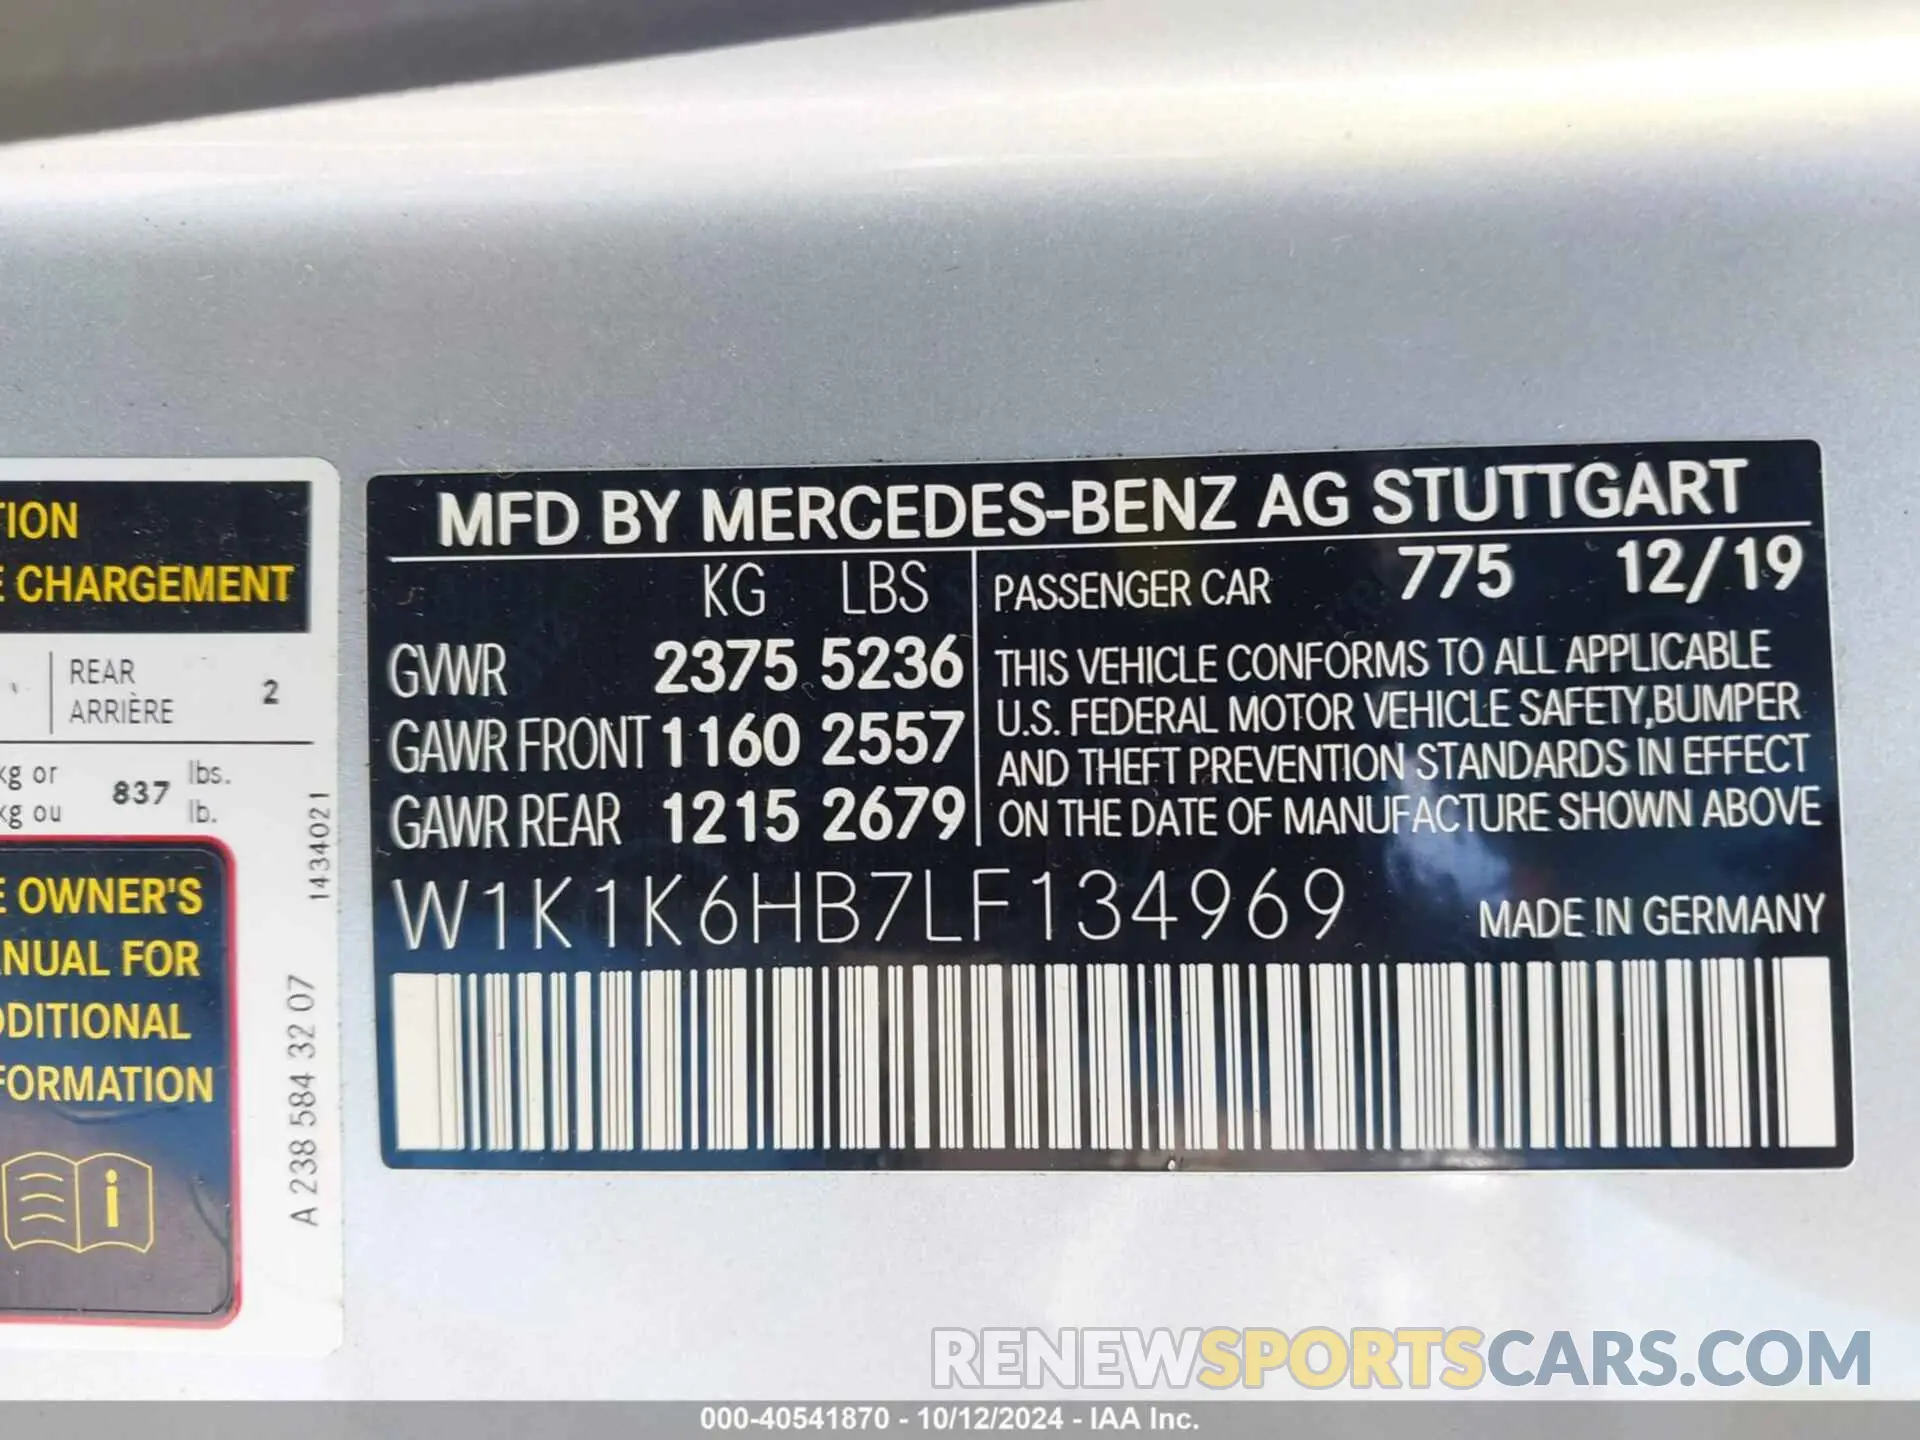 TION
E CHARGEMENT
REAR
ARRIÈRE 2
kg or
kg ou 837 lbs.
lb.
1434021
E OWNER'S
NUAL FOR
DDITIONAL
FORMATION
i
A 238 584 32 07
MFD BY MERCEDES-BENZ AG STUTTGART
KG LBS
GVWR 2375 5236
GAWR FRONT 1160 2557
GAWR REAR 1215 2679
PASSENGER CAR 775 12/19
THIS VEHICLE CONFORMS TO ALL APPLICABLE
U.S. FEDERAL MOTOR VEHICLE SAFETY,BUMPER
AND THEFT PREVENTION STANDARDS IN EFFECT
ON THE DATE OF MANUFACTURE SHOWN ABOVE
W1K1K6HB7LF134969
MADE IN GERMANY
RENEWSPORTSCARS.COM
000-40541870 - 10/12/2024 - IAA Inc.